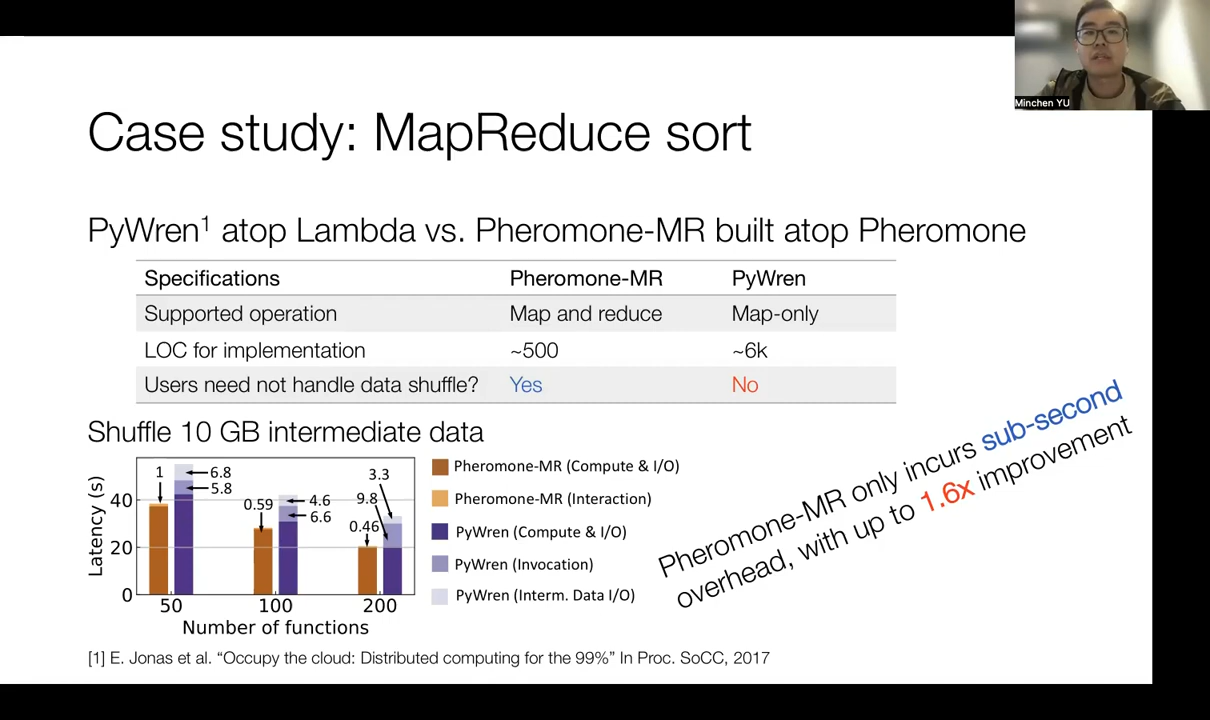 Minchen YU
Case study: MapReduce sort
PyWren1 atop Lambda vs. Pheromone-MR built atop Pheromone
Specifications Pheromone-MR PyWren
Supported operation Map and reduce Map-only
LOC for implementation ~500 ~6k
Users need not handle data shuffle? Yes No
Shuffle 10 GB intermediate data
Latency (s)
40
20
0
1
6.8
5.8
0.59
4.6
6.6
3.3
9.8
0.46
50 100 200
Number of functions
Pheromone-MR (Compute & I/O)
Pheromone-MR (Interaction)
PyWren (Compute & I/O)
PyWren (Invocation)
PyWren (Interm. Data I/O)
Pheromone-MR only incurs sub-second
overhead, with up to 1.6x improvement
[1] E. Jonas et al. “Occupy the cloud: Distributed computing for the 99%” In Proc. SoCC, 2017